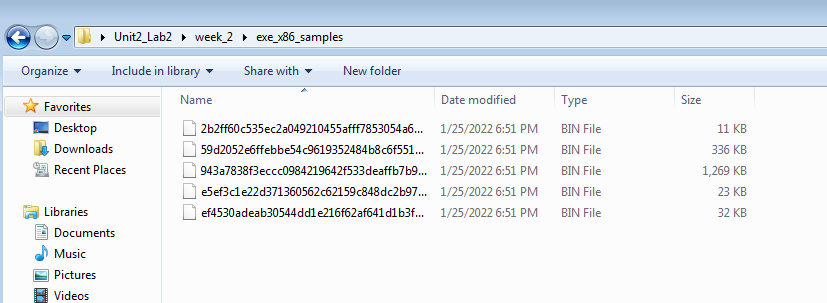 Unit2_Lab2 week_2 exe_x86_samples
Organize Include in library Share with New folder
Favorites
Desktop
Downloads
Recent Places
Libraries
Documents
Music
Pictures
Videos
Name Date modified Type Size
2b2ff60c535ec2a049210455afff7853054a6... 1/25/2022 6:51 PM BIN File 11 KB
59d2052e6ffebbe54c9619352484b8c6f551... 1/25/2022 6:51 PM BIN File 336 KB
943a7838f3eccc0984219642f533deaffb7b9... 1/25/2022 6:51 PM BIN File 1,269 KB
e5ef3c1e22d371360562c62159c848dc2b97... 1/25/2022 6:51 PM BIN File 23 KB
ef4530adeab30544dd1e216f62af641d1b3f... 1/25/2022 6:51 PM BIN File 32 KB